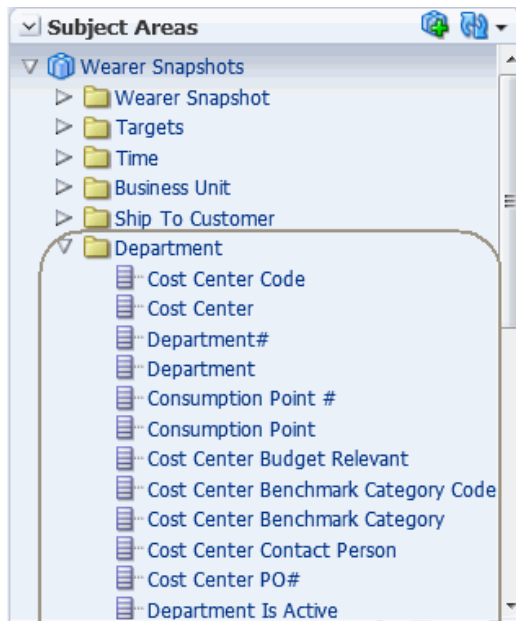 Subject Areas
Wearer Snapshots
Wearer Snapshot
Targets
Time
Business Unit
Ship To Customer
Department
Cost Center Code
Cost Center
Department#
Department
Consumption Point #
Consumption Point
Cost Center Budget Relevant
Cost Center Benchmark Category Code
Cost Center Benchmark Category
Cost Center Contact Person
Cost Center PO#
Department Is Active